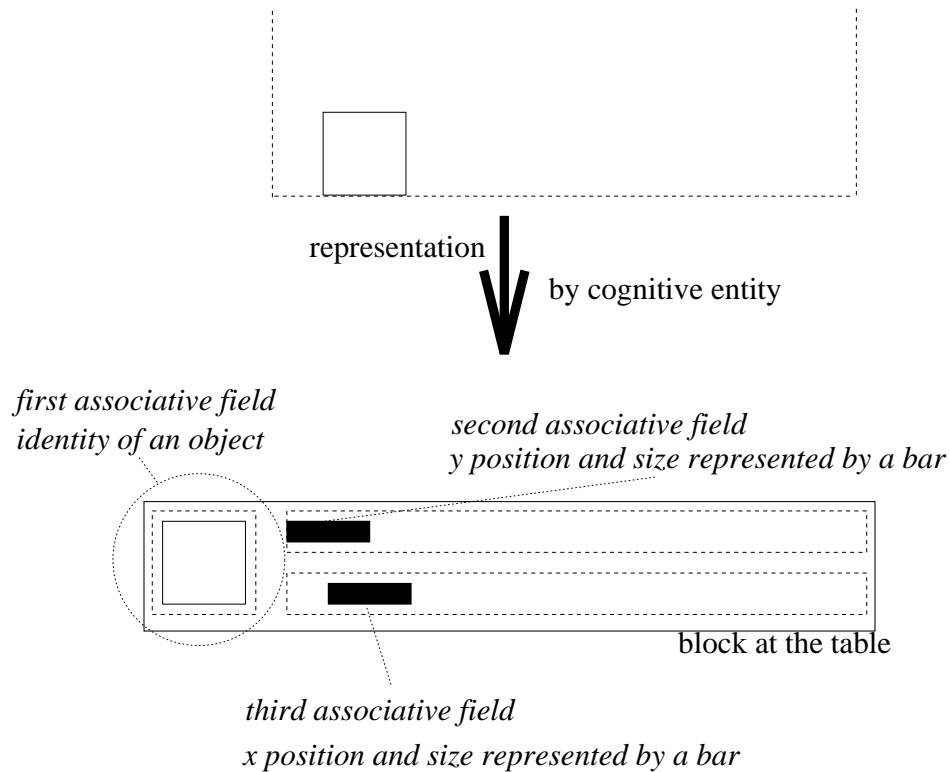 representation
by cognitive entity
first associative field
identity of an object
second associative field
y position and size represented by a bar
block at the table
third associative field
x position and size represented by a bar